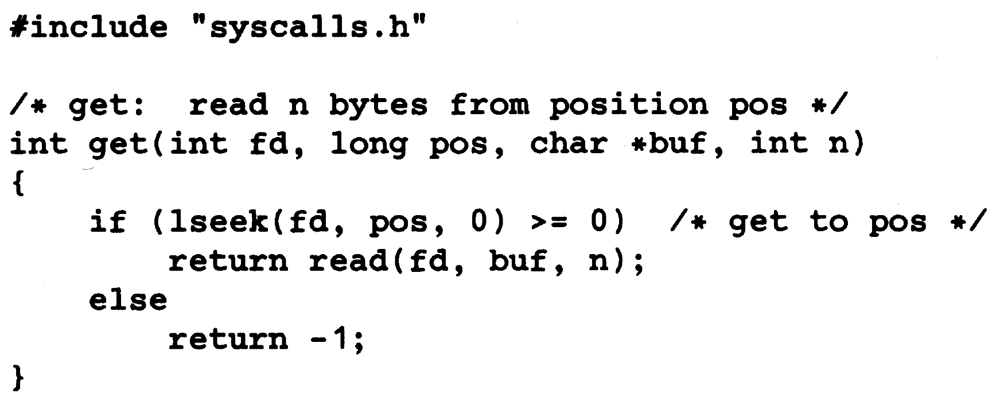 #include "syscalls.h"

/* get:  read n bytes from position pos */
int get(int fd, long pos, char *buf, int n)
{
    if (lseek(fd, pos, 0) >= 0)  /* get to pos */
        return read(fd, buf, n);
    else
        return -1;
}